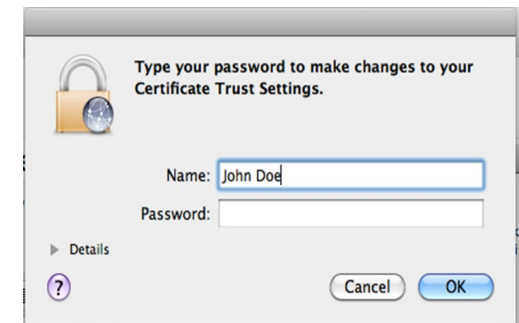 Type your password to make changes to your
Certificate Trust Settings.
Name: John Doe
Password:
Details
?
Cancel OK